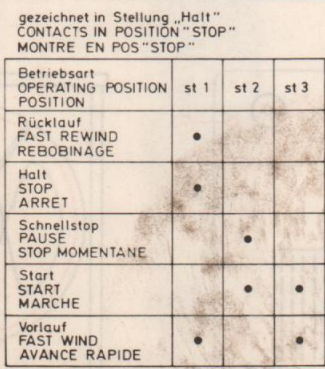 gezeichnet in Stellung „Halt"
CONTACTS IN POSITION "STOP"
MONTRE EN POS "STOP"
Betriebsart
OPERATING POSITION st 1 st 2 st 3
POSITION
Rücklauf
FAST REWIND •
REBOBINAGE
Halt
STOP •
ARRET
Schnellstop
PAUSE •
STOP MOMENTANE
Start
START • •
MARCHE
Vorlauf
FAST WIND • •
AVANCE RAPIDE